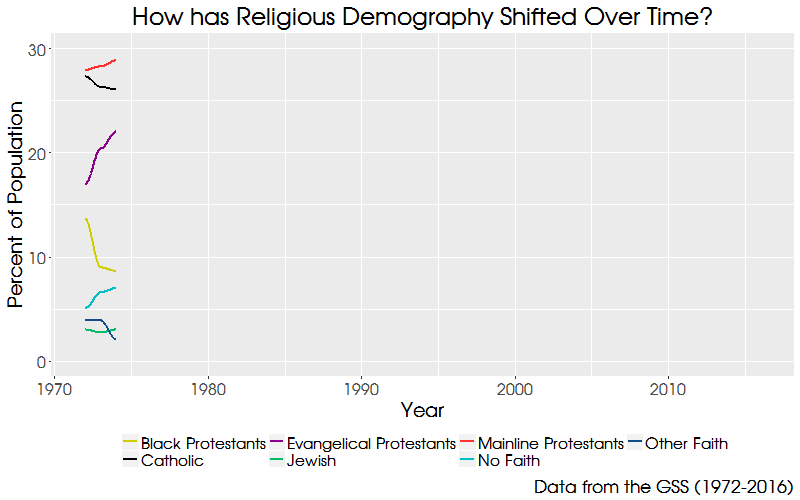 How has Religious Demography Shifted Over Time?
Percent of Population
30
20
10
0
1970 1980 1990 2000 2010
Year
Black Protestants Evangelical Protestants Mainline Protestants Other Faith
Catholic Jewish No Faith
Data from the GSS (1972-2016)